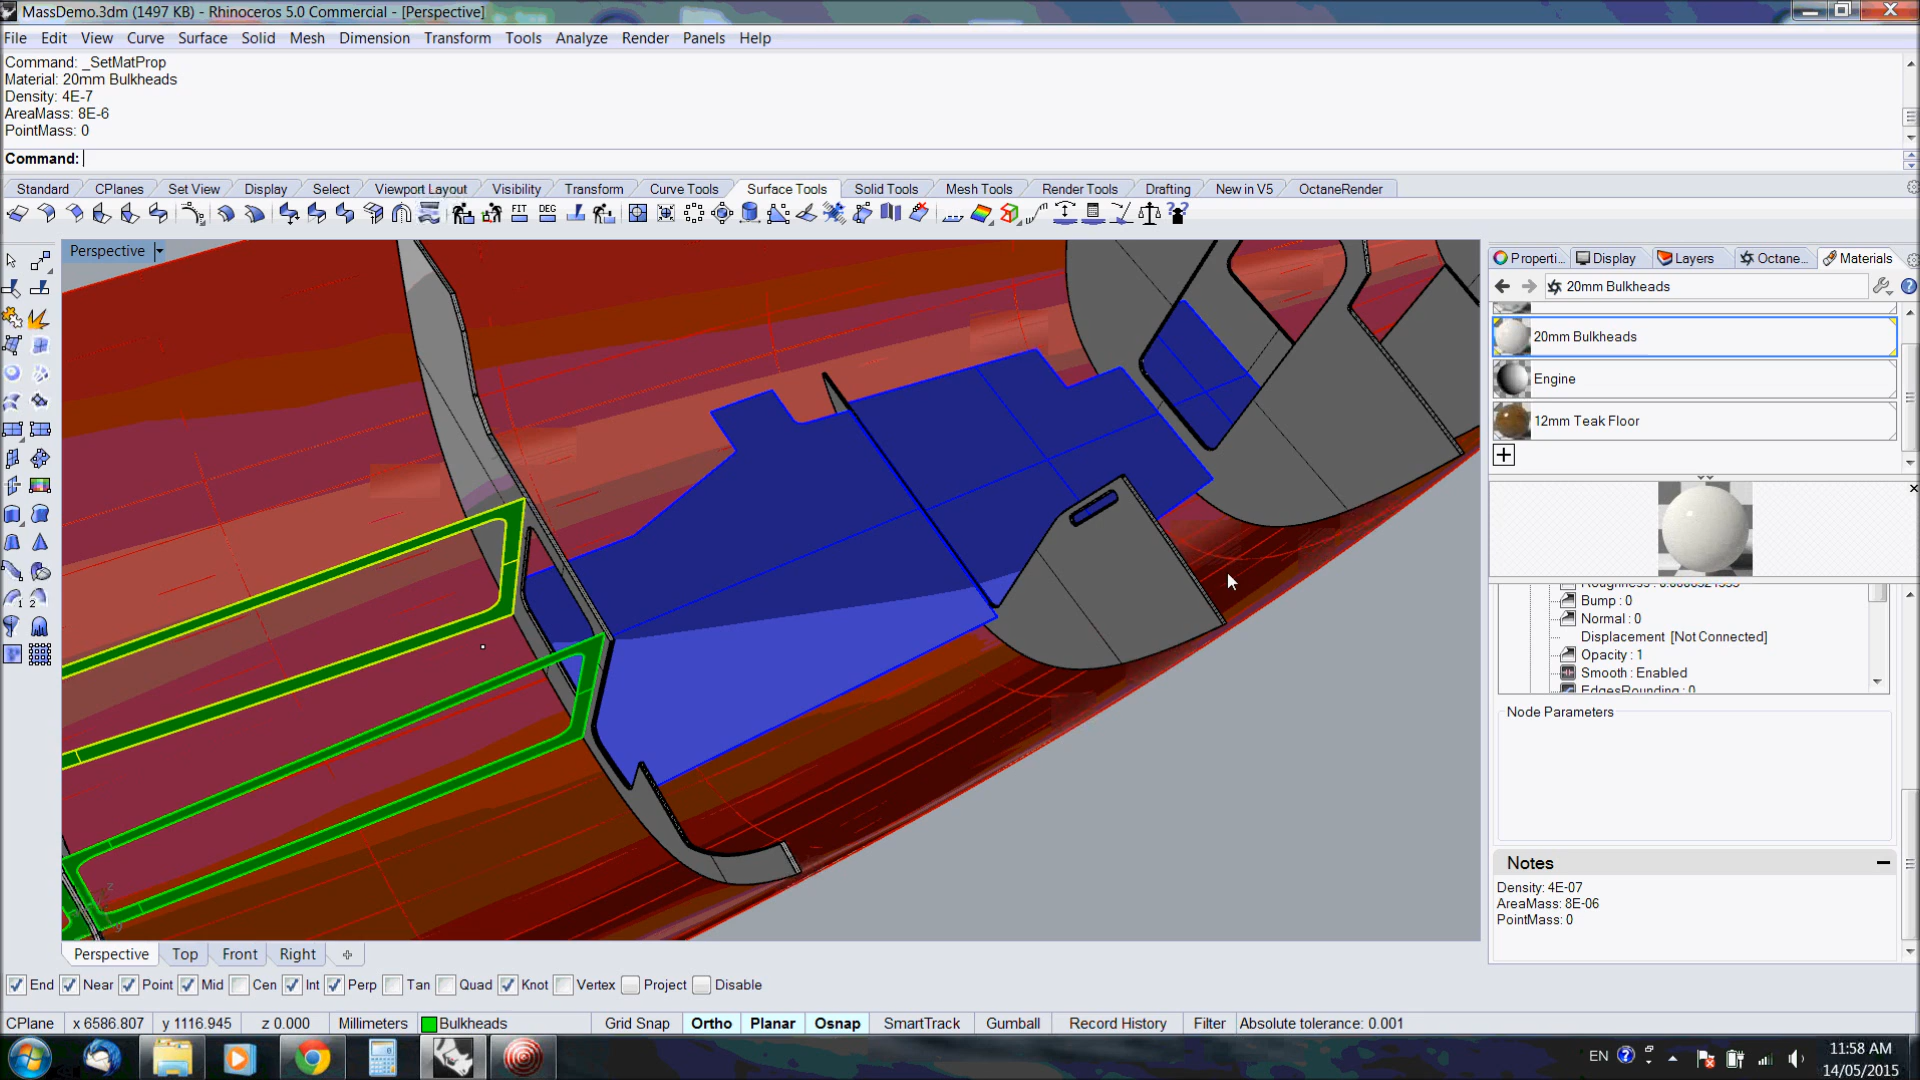 MassDemo.3dm (1497 KB) - Rhinoceros 5.0 Commercial - [Perspective]
File Edit View Curve Surface Solid Mesh Dimension Transform Tools Analyze Render Panels Help
Command: _SetMatProp
Material: 20mm Bulkheads
Density: 4E-7
AreaMass: 8E-6
PointMass: 0
Command:
Standard CPlanes Set View Display Select Viewport Layout Visibility Transform Curve Tools Surface Tools Solid Tools Mesh Tools Render Tools Drafting New in V5 OctaneRender
FIT DEG
Perspective
Properti... Display Layers Octane... Materials
20mm Bulkheads
20mm Bulkheads
Engine
12mm Teak Floor
Bump : 0
Normal : 0
Displacement [Not Connected]
Opacity : 1
Smooth : Enabled
EdgesRounding : 0
Node Parameters
Notes
Density: 4E-07
AreaMass: 8E-06
PointMass: 0
Perspective Top Front Right
End Near Point Mid Cen Int Perp Tan Quad Knot Vertex Project Disable
CPlane x 6586.807 y 1116.945 z 0.000 Millimeters Bulkheads Grid Snap Ortho Planar Osnap SmartTrack Gumball Record History Filter Absolute tolerance: 0.001
EN
11:58 AM
14/05/2015